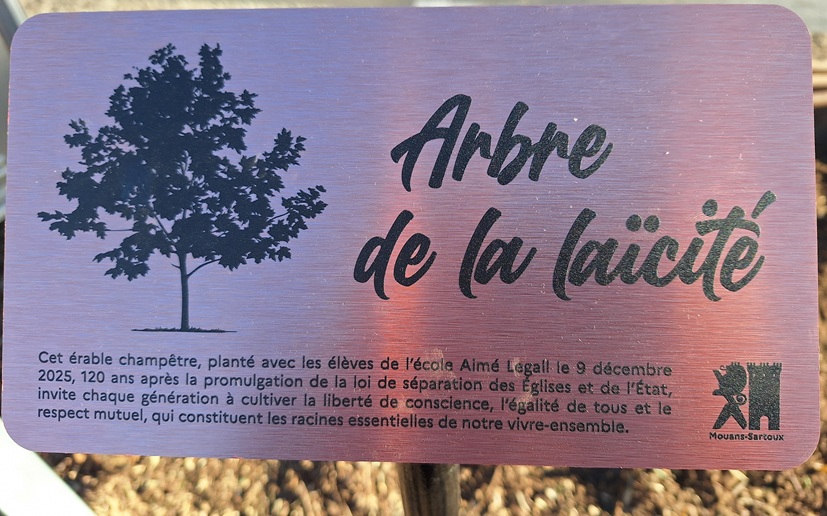 Arbre
de la laïcité
Cet érable champêtre, planté avec les élèves de l'école Aimé Légall le 9 décembre
2025, 120 ans après la promulgation de la loi de séparation des Églises et de l'État,
invite chaque génération à cultiver la liberté de conscience, l'égalité de tous et le
respect mutuel, qui constituent les racines essentielles de notre vivre-ensemble.
Mouans-Sartoux